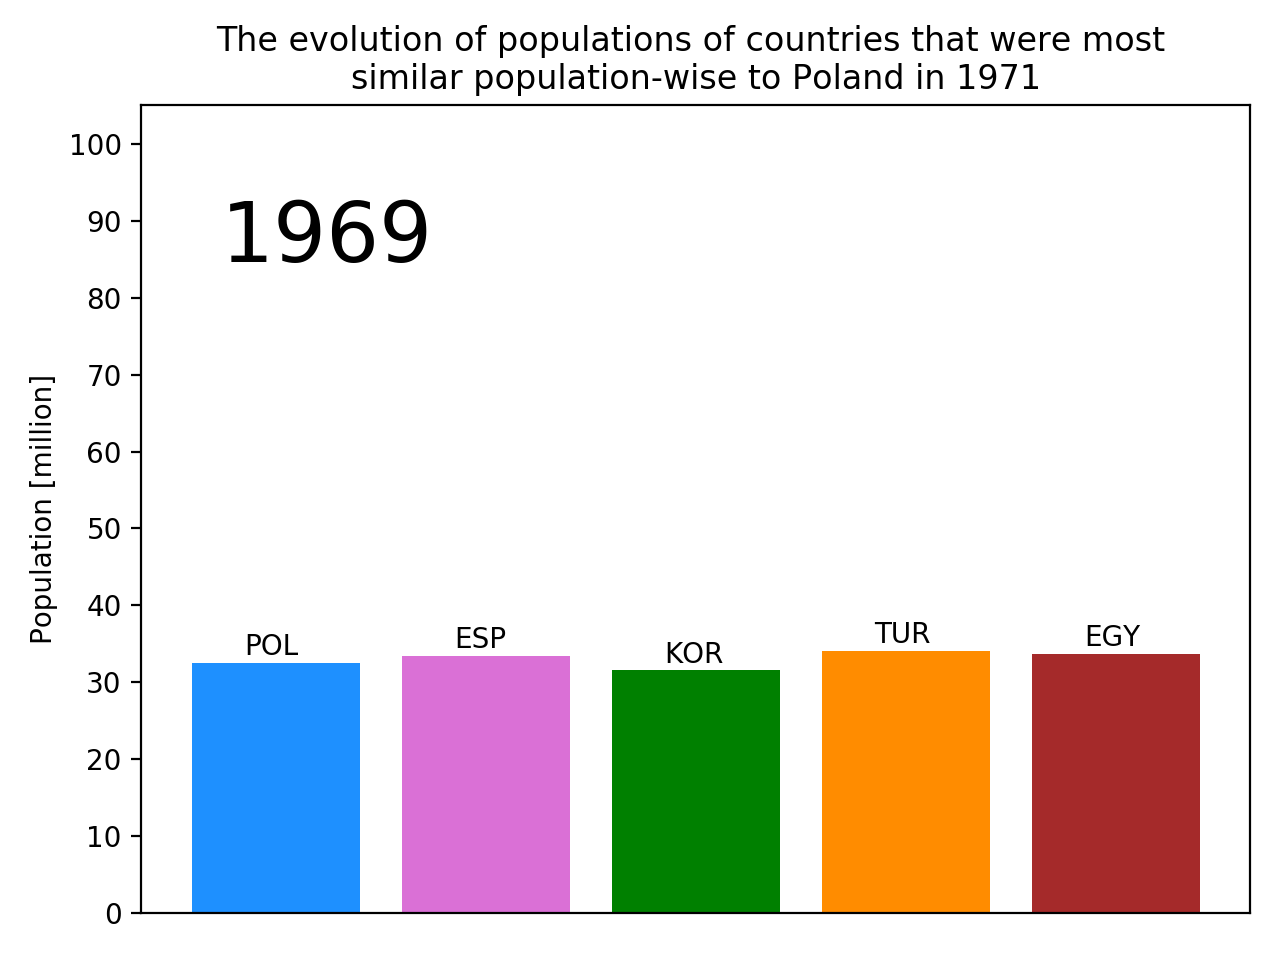 The evolution of populations of countries that were most
similar population-wise to Poland in 1971
100
90
80
70
60
50
40
30
20
10
0
Population [million]
1969
POL
ESP
KOR
TUR
EGY